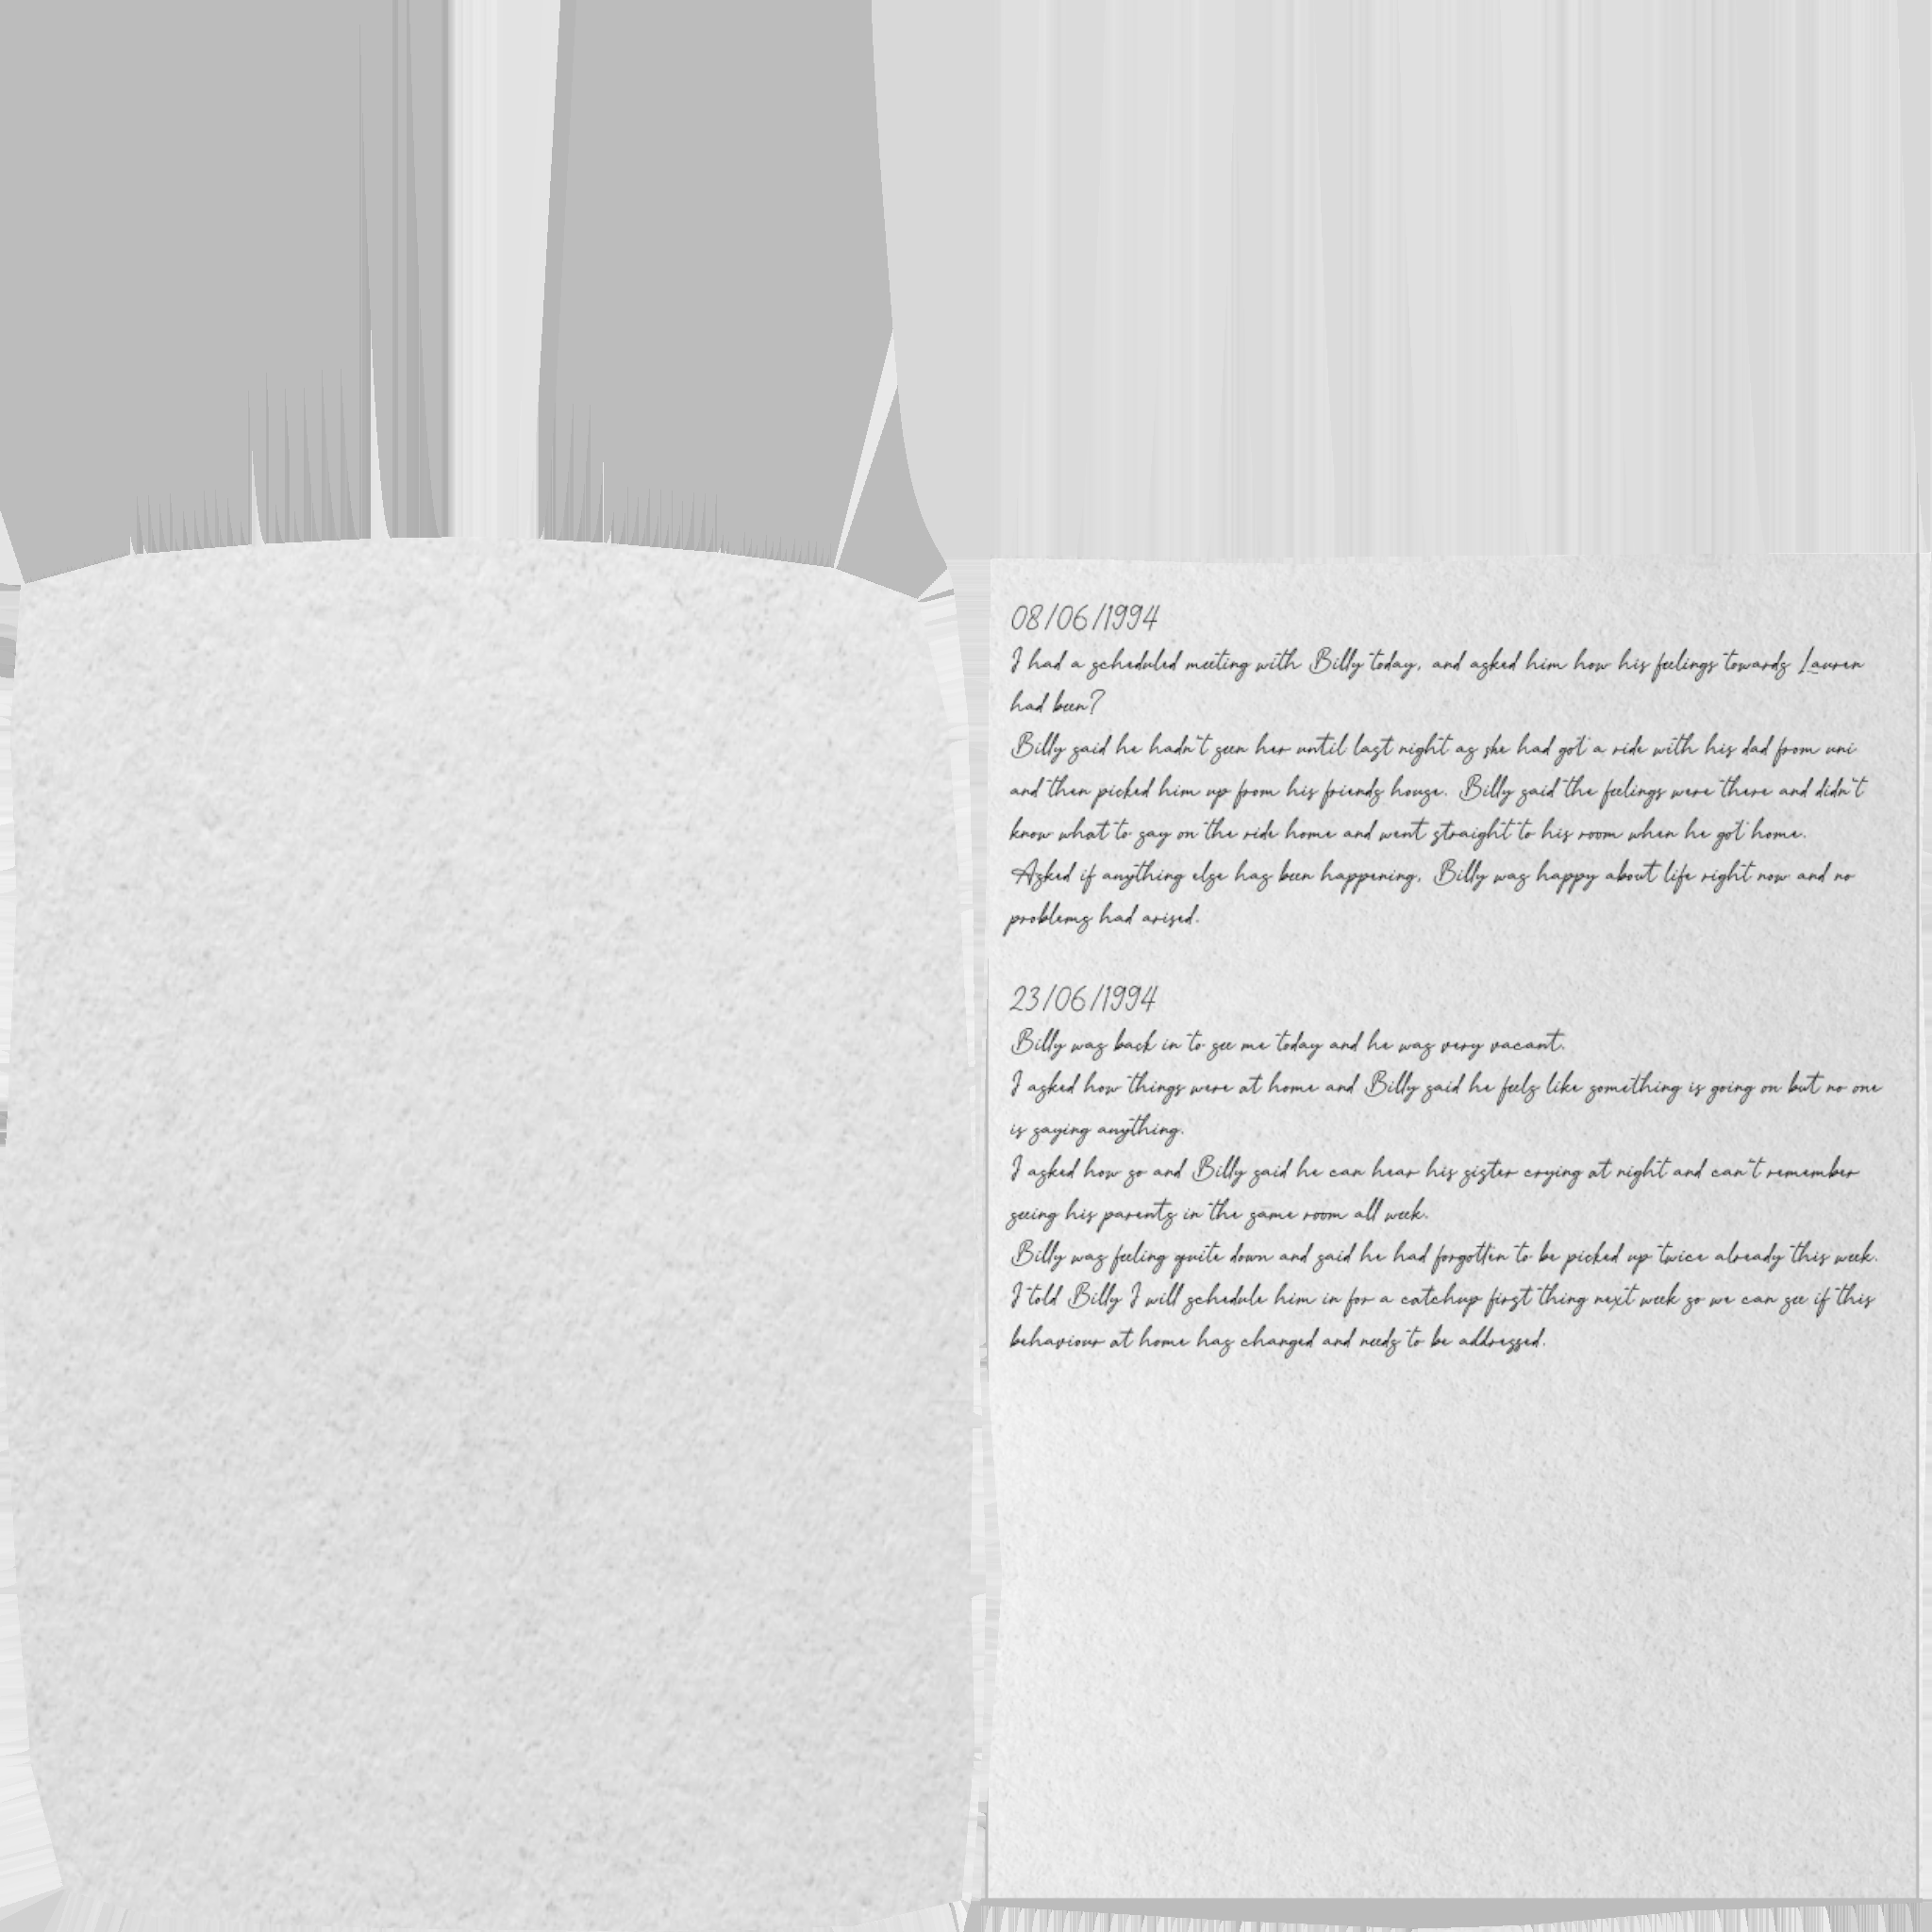 08/06/1994
I had a scheduled meeting with Billy today, and asked him how his feelings towards Lauren
had been?
Billy said he hadn't seen her until last night as she had got a ride with his dad from uni
and then picked him up from his friends house. Billy said the feelings were there and didn't
know what to say on the ride home and went straight to his room when he got home.
Asked if anything else has been happening, Billy was happy about life right now and no
problems had arised.
23/06/1994
Billy was back in to see me today and he was very vacant.
I asked how things were at home and Billy said he feels like something is going on but no one
is saying anything.
I asked how so and Billy said he can hear his sister crying at night and can't remember
seeing his parents in the same room all week.
Billy was feeling quite down and said he had forgotten to be picked up twice already this week.
I told Billy I will schedule him in for a catchup first thing next week so we can see if this
behaviour at home has changed and needs to be addressed.